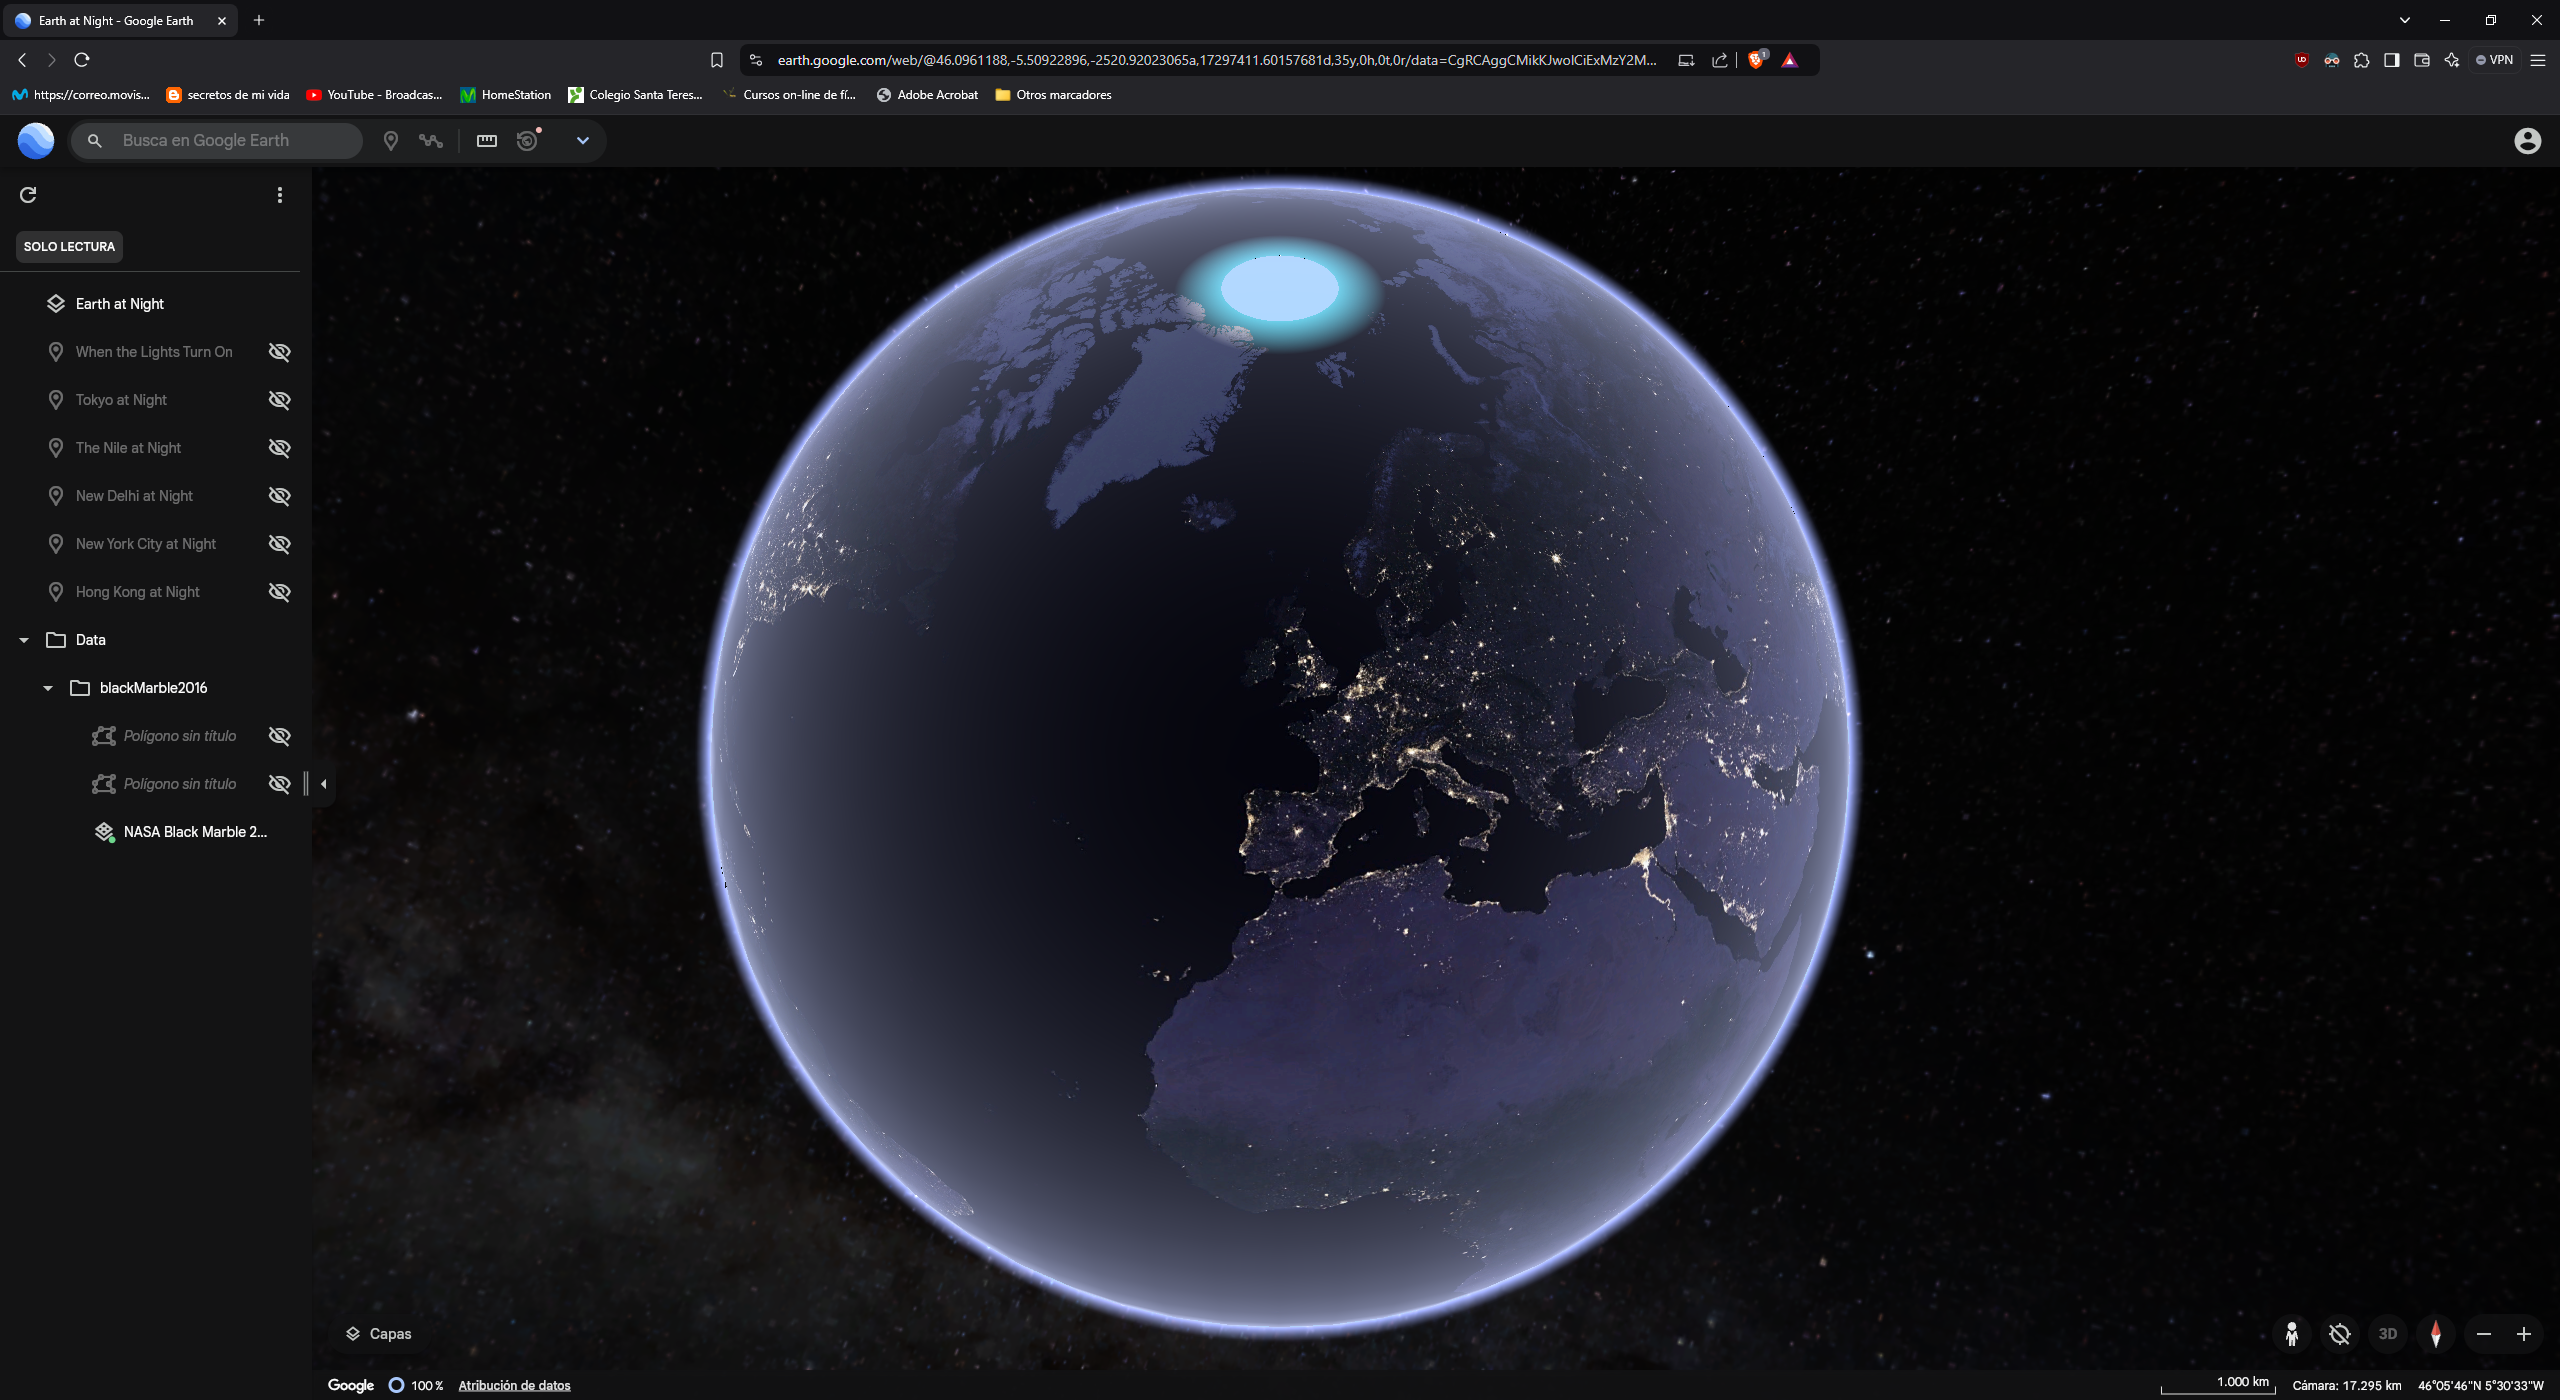 Earth at Night - Google Earth
earth.google.com/web/@46.0961188,-5.50922896,-2520.92023065a,17297411.60157681d,35y,0h,0t,0r/data=CgRCAggCMikKJwolCiExMzY2M...
1
UD
VPN
https://correo.movis...
secretos de mi vida
YouTube - Broadcas...
HomeStation
Colegio Santa Teres...
Cursos on-line de fí...
Adobe Acrobat
Otros marcadores
Busca en Google Earth
SOLO LECTURA
Earth at Night
When the Lights Turn On
Tokyo at Night
The Nile at Night
New Delhi at Night
New York City at Night
Hong Kong at Night
Data
blackMarble2016
Polígono sin título
Polígono sin título
NASA Black Marble 2...
Capas
3D
Google
100 %
Atribución de datos
1.000 km
Cámara: 17.295 km
46°05'46"N 5°30'33"W